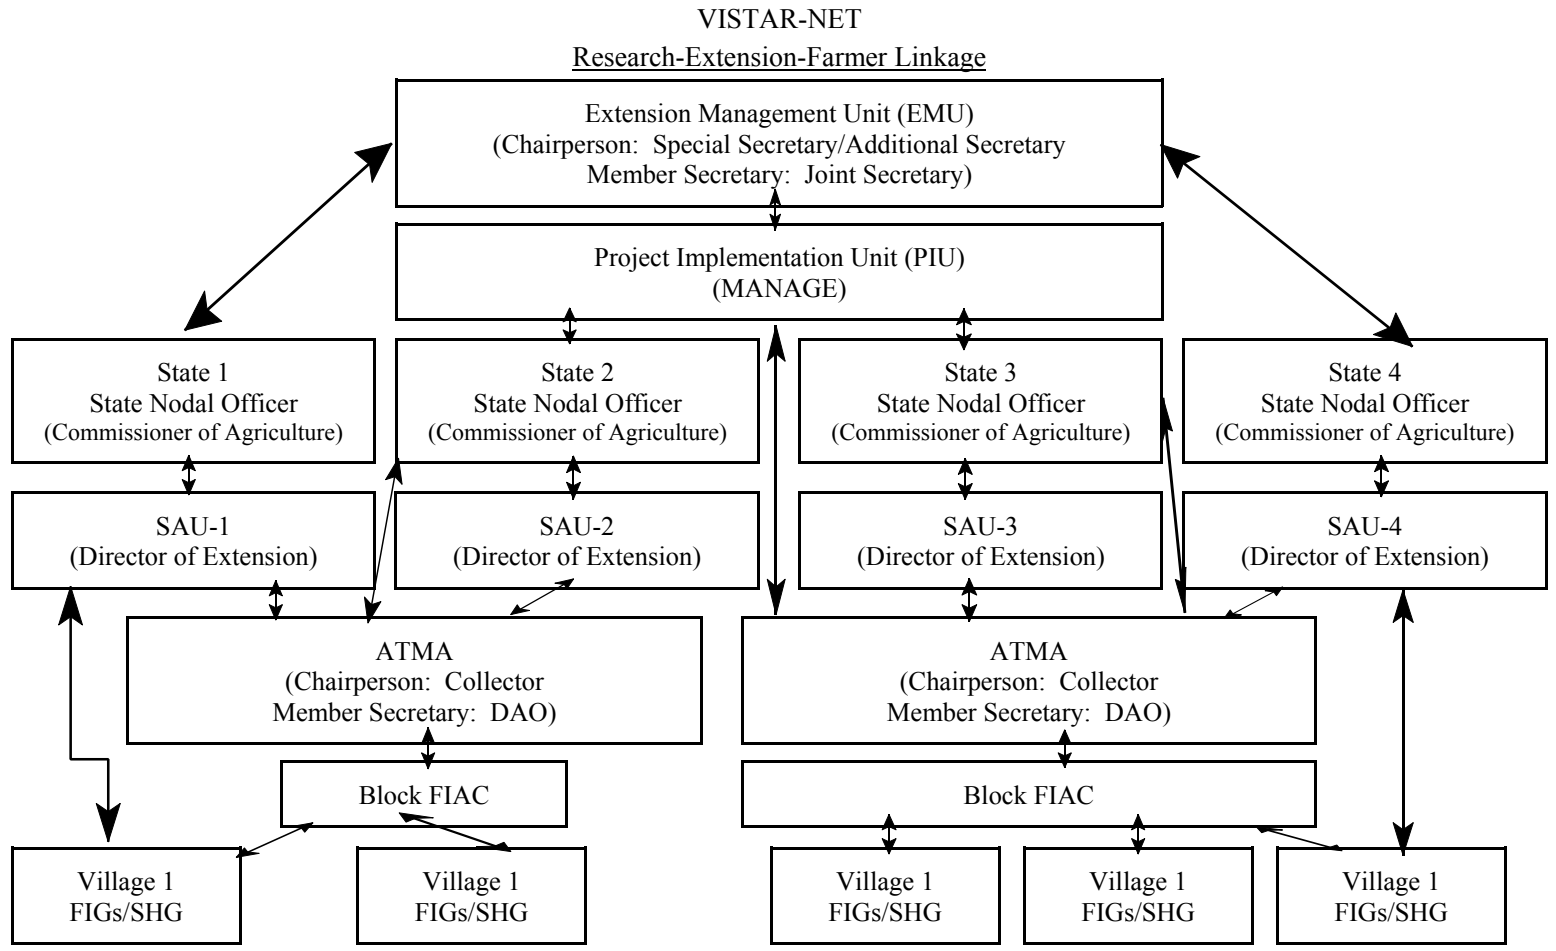 VISTAR-NET
Research-Extension-Farmer Linkage
Extension Management Unit (EMU)
(Chairperson: Special Secretary/Additional Secretary
Member Secretary: Joint Secretary)
Project Implementation Unit (PIU)
(MANAGE)
State 1
State Nodal Officer
(Commissioner of Agriculture)
State 2
State Nodal Officer
(Commissioner of Agriculture)
State 3
State Nodal Officer
(Commissioner of Agriculture)
State 4
State Nodal Officer
(Commissioner of Agriculture)
SAU-1
(Director of Extension)
SAU-2
(Director of Extension)
SAU-3
(Director of Extension)
SAU-4
(Director of Extension)
ATMA
(Chairperson: Collector
Member Secretary: DAO)
ATMA
(Chairperson: Collector
Member Secretary: DAO)
Block FIAC
Block FIAC
Village 1
FIGs/SHG
Village 1
FIGs/SHG
Village 1
FIGs/SHG
Village 1
FIGs/SHG
Village 1
FIGs/SHG